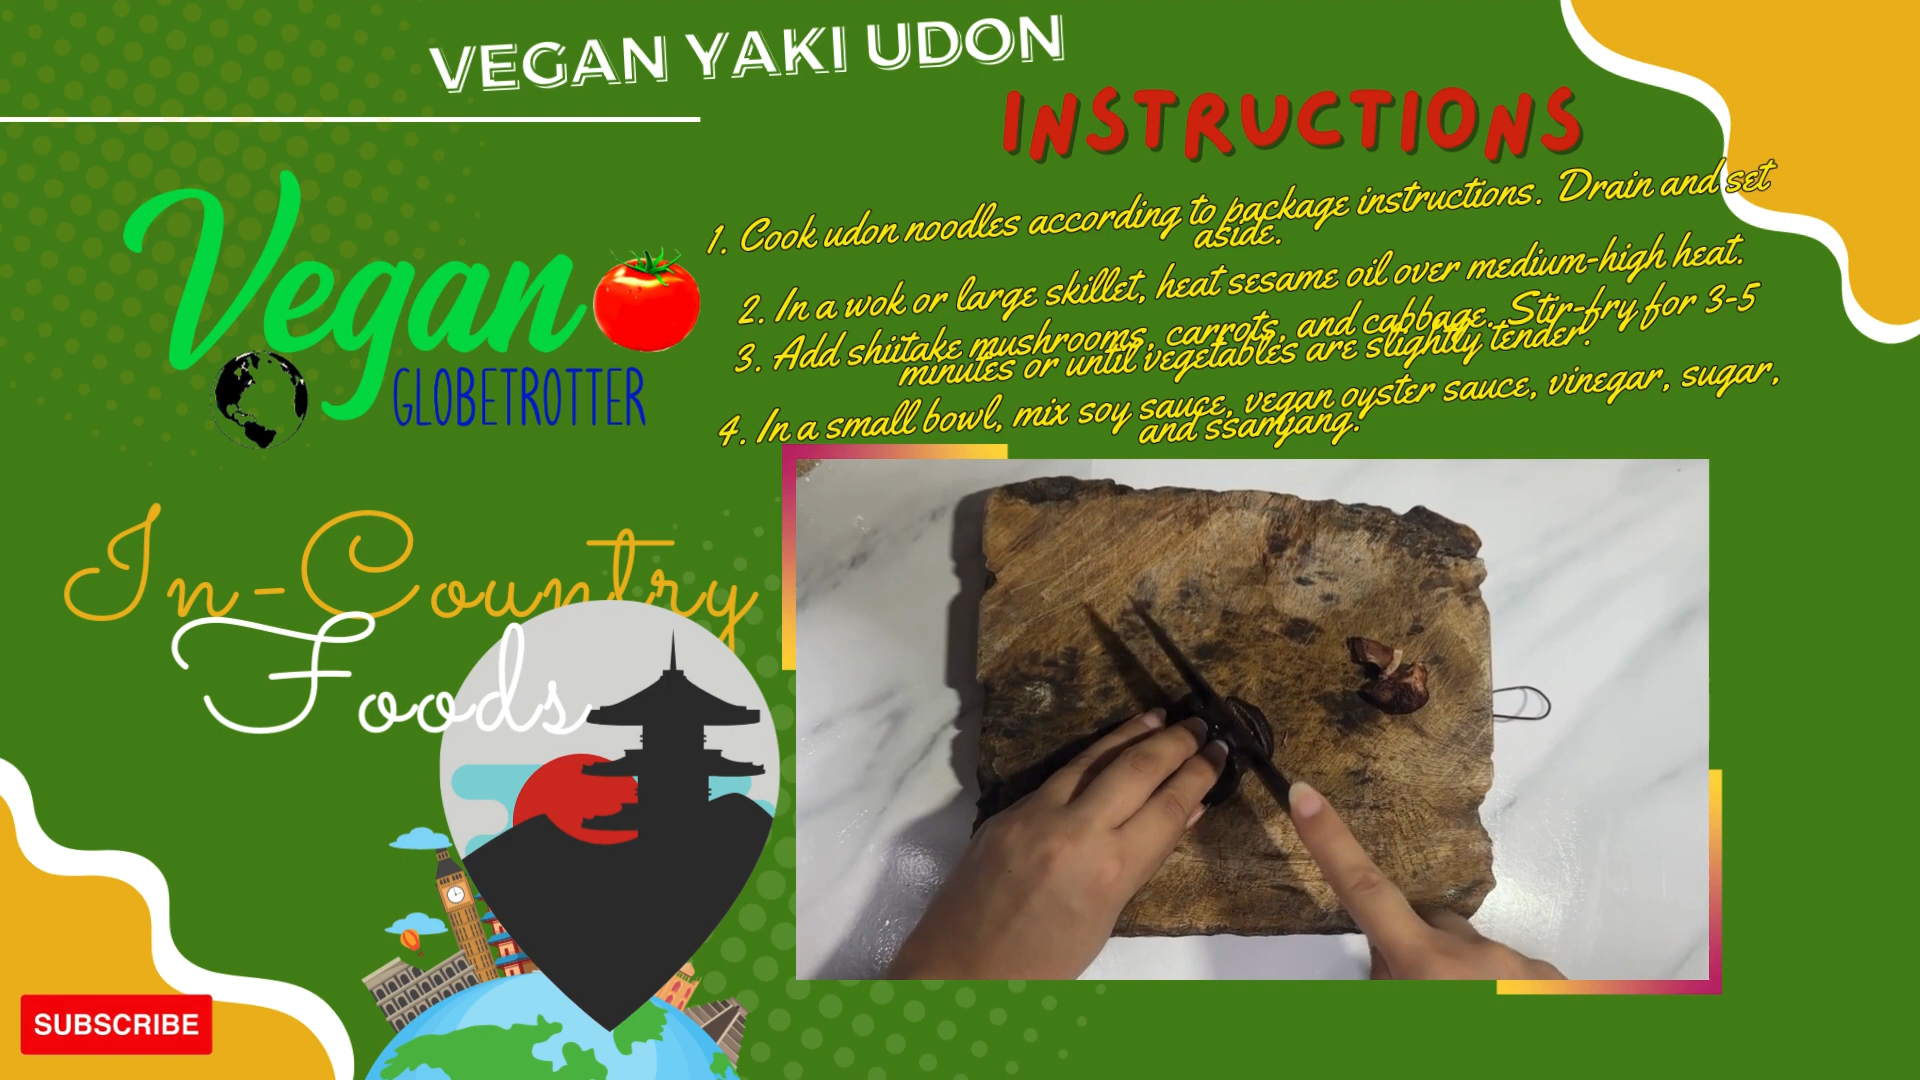 VEGAN YAKI UDON
INSTRUCTIONS
1. Cook udon noodles according to package instructions. Drain and set
aside.
2. In a wok or large skillet, heat sesame oil over medium-high heat.
3. Add shiitake mushrooms, carrots, and cabbage. Stir-fry for 3-5
minutes or until vegetables are slightly tender.
4. In a small bowl, mix soy sauce, vegan oyster sauce, vinegar, sugar,
and ssamjang.
Vegan
GLOBETROTTER
In-Country
Foods
SUBSCRIBE